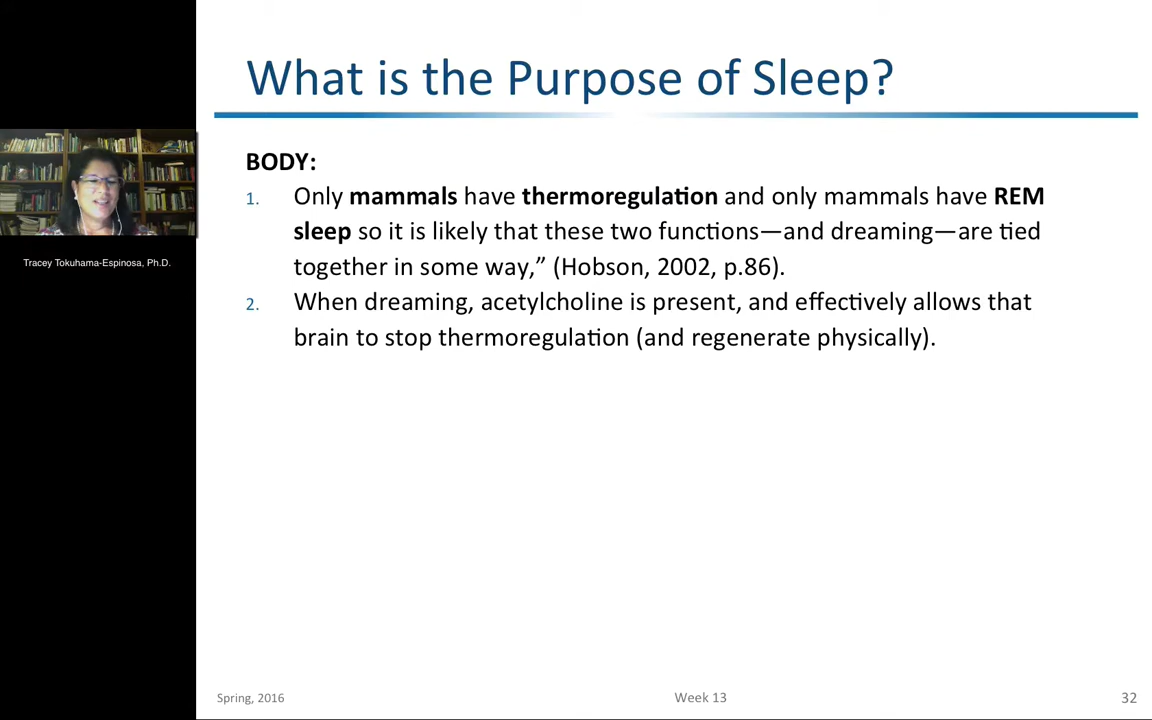 What is the Purpose of Sleep?
BODY:
1. Only mammals have thermoregulation and only mammals have REM
sleep so it is likely that these two functions—and dreaming—are tied
together in some way,” (Hobson, 2002, p.86).
2. When dreaming, acetylcholine is present, and effectively allows that
brain to stop thermoregulation (and regenerate physically).
Tracey Tokuhama-Espinosa, Ph.D.
Spring, 2016
Week 13
32